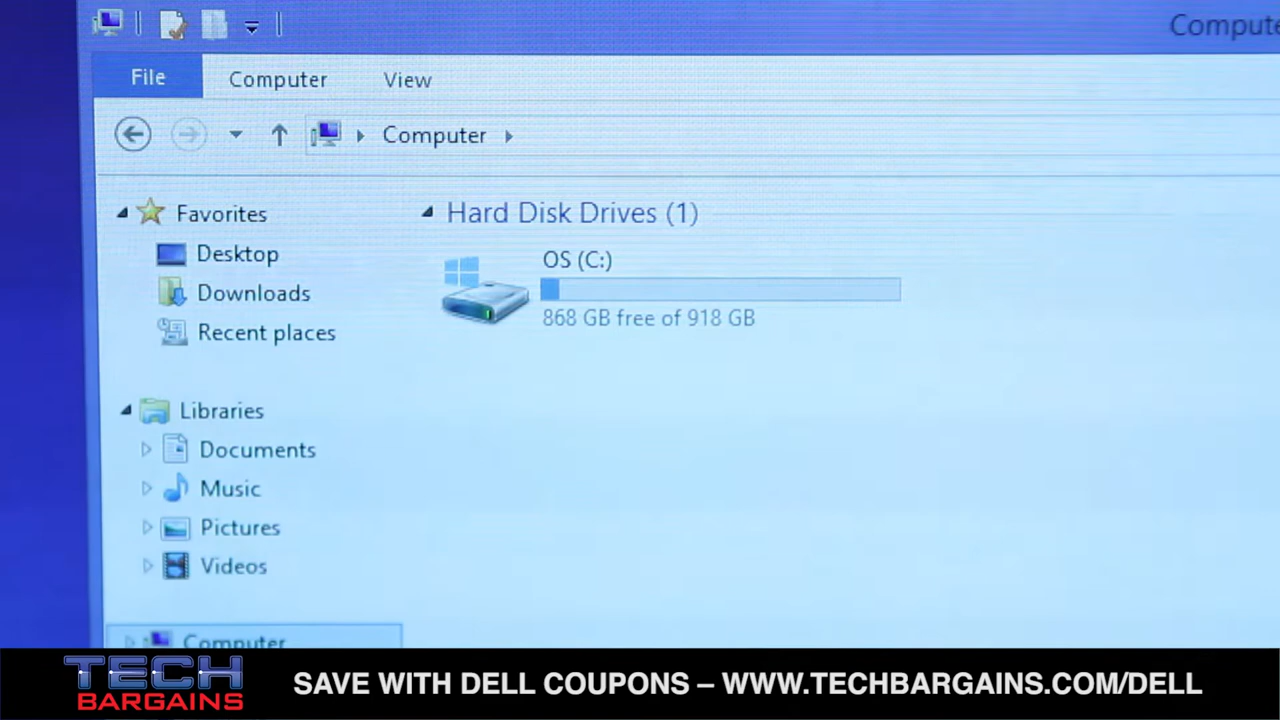 Compute
File Computer View
Computer
Favorites
Desktop
Downloads
Recent places
Libraries
Documents
Music
Pictures
Videos
Computer
Hard Disk Drives (1)
OS (C:)
868 GB free of 918 GB
TECH
BARGAINS
SAVE WITH DELL COUPONS – WWW.TECHBARGAINS.COM/DELL